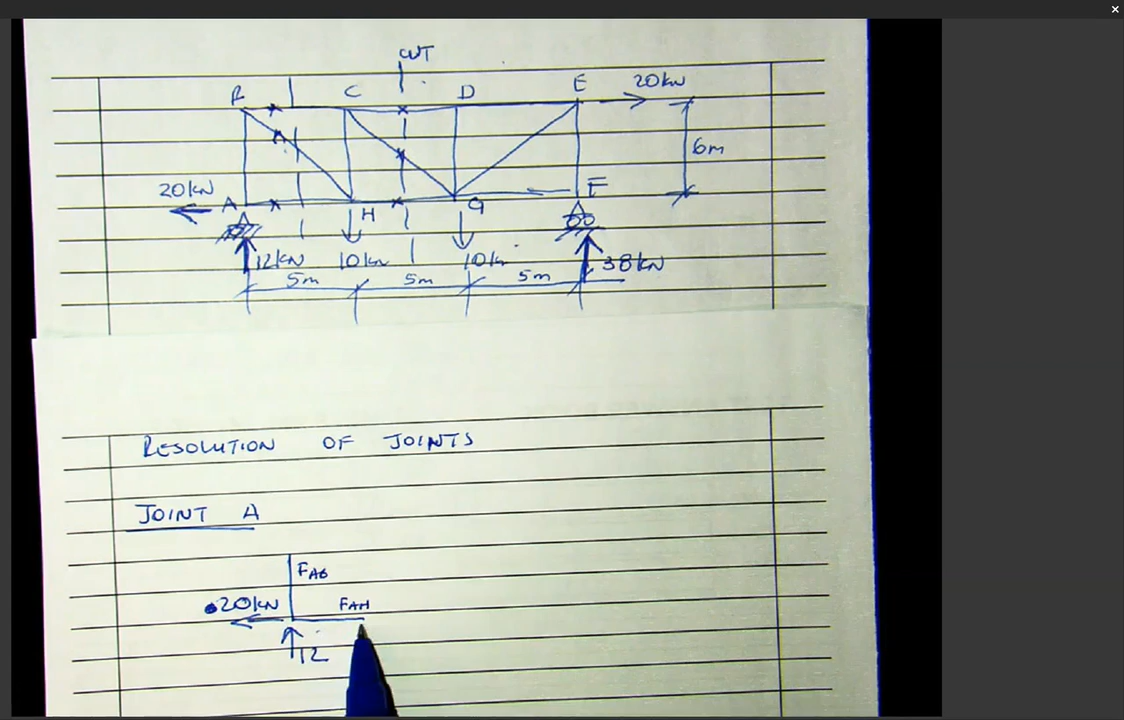 CUT
B C D E 20kN
6m
20kN A H G F
12kN 10kN 10kN 38kN
5m 5m 5m
RESOLUTION OF JOINTS
JOINT A
FAB
20kN FAH
12